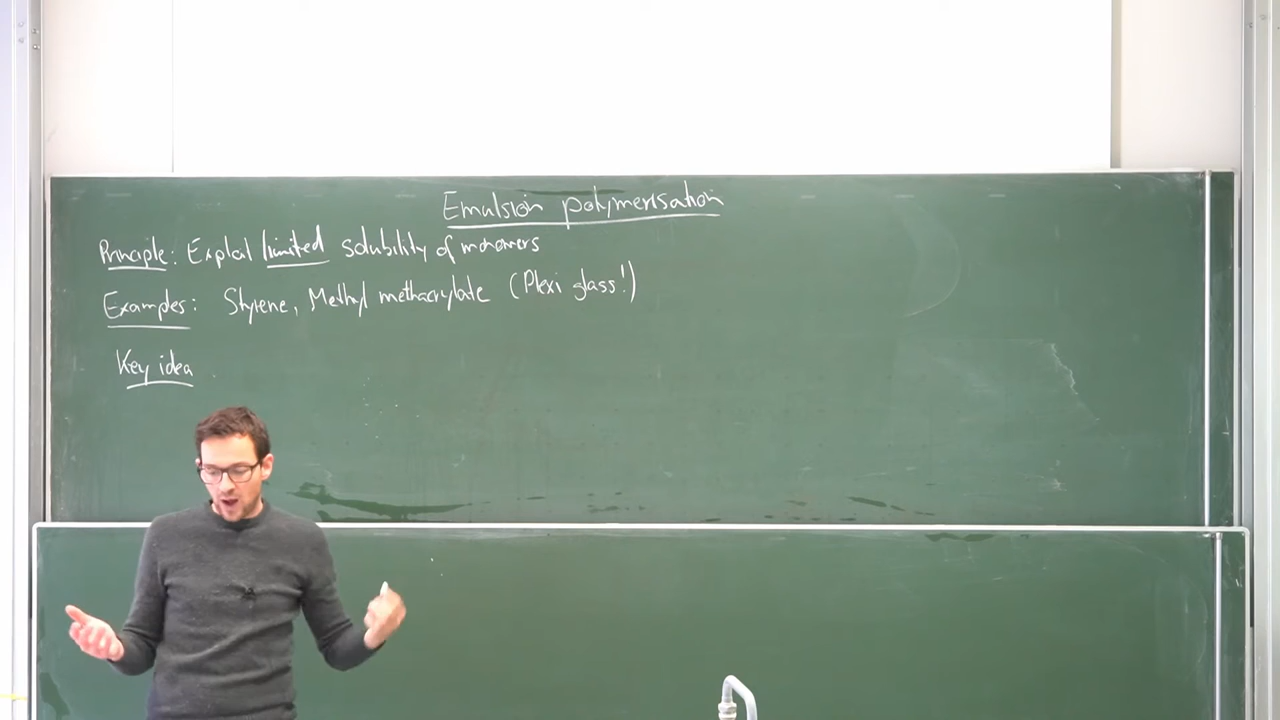 Emulsion polymerisation
Principle: Exploit limited solubility of monomers
Examples: Styrene, Methyl methacrylate (Plexi glass!)
Key idea